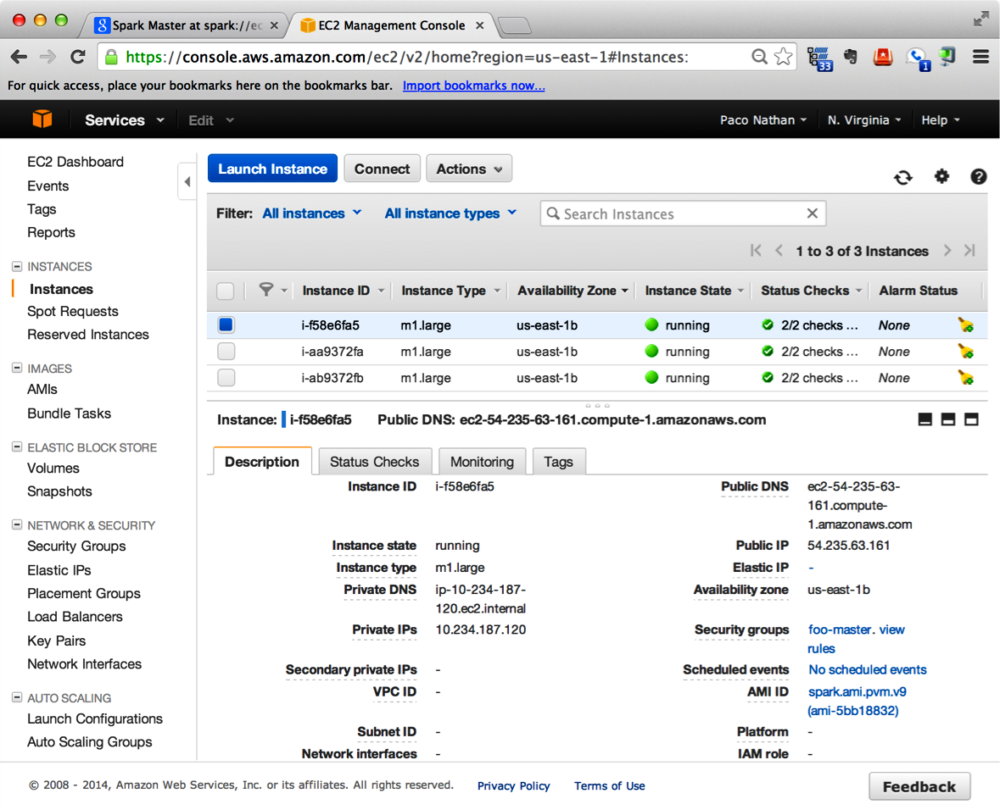 Spark Master at spark://ec
EC2 Management Console
https://console.aws.amazon.com/ec2/v2/home?region=us-east-1#Instances:
33
1
For quick access, place your bookmarks here on the bookmarks bar. Import bookmarks now...
Services Edit Paco Nathan N. Virginia Help
EC2 Dashboard
Events
Tags
Reports
INSTANCES
Instances
Spot Requests
Reserved Instances
IMAGES
AMIs
Bundle Tasks
ELASTIC BLOCK STORE
Volumes
Snapshots
NETWORK & SECURITY
Security Groups
Elastic IPs
Placement Groups
Load Balancers
Key Pairs
Network Interfaces
AUTO SCALING
Launch Configurations
Auto Scaling Groups
Launch Instance Connect Actions
Filter: All instances All instance types Search Instances
1 to 3 of 3 Instances
Instance ID Instance Type Availability Zone Instance State Status Checks Alarm Status
i-f58e6fa5 m1.large us-east-1b running 2/2 checks ... None
i-aa9372fa m1.large us-east-1b running 2/2 checks ... None
i-ab9372fb m1.large us-east-1b running 2/2 checks ... None
Instance: i-f58e6fa5 Public DNS: ec2-54-235-63-161.compute-1.amazonaws.com
Description Status Checks Monitoring Tags
Instance ID i-f58e6fa5
Instance state running
Instance type m1.large
Private DNS ip-10-234-187-
120.ec2.internal
Private IPs 10.234.187.120
Secondary private IPs -
VPC ID -
Subnet ID -
Network interfaces -
Public DNS ec2-54-235-63-
161.compute-
1.amazonaws.com
Public IP 54.235.63.161
Elastic IP -
Availability zone us-east-1b
Security groups foo-master. view
rules
Scheduled events No scheduled events
AMI ID spark.ami.pvm.v9
(ami-5bb18832)
Platform -
IAM role -
© 2008 - 2014, Amazon Web Services, Inc. or its affiliates. All rights reserved. Privacy Policy Terms of Use
Feedback